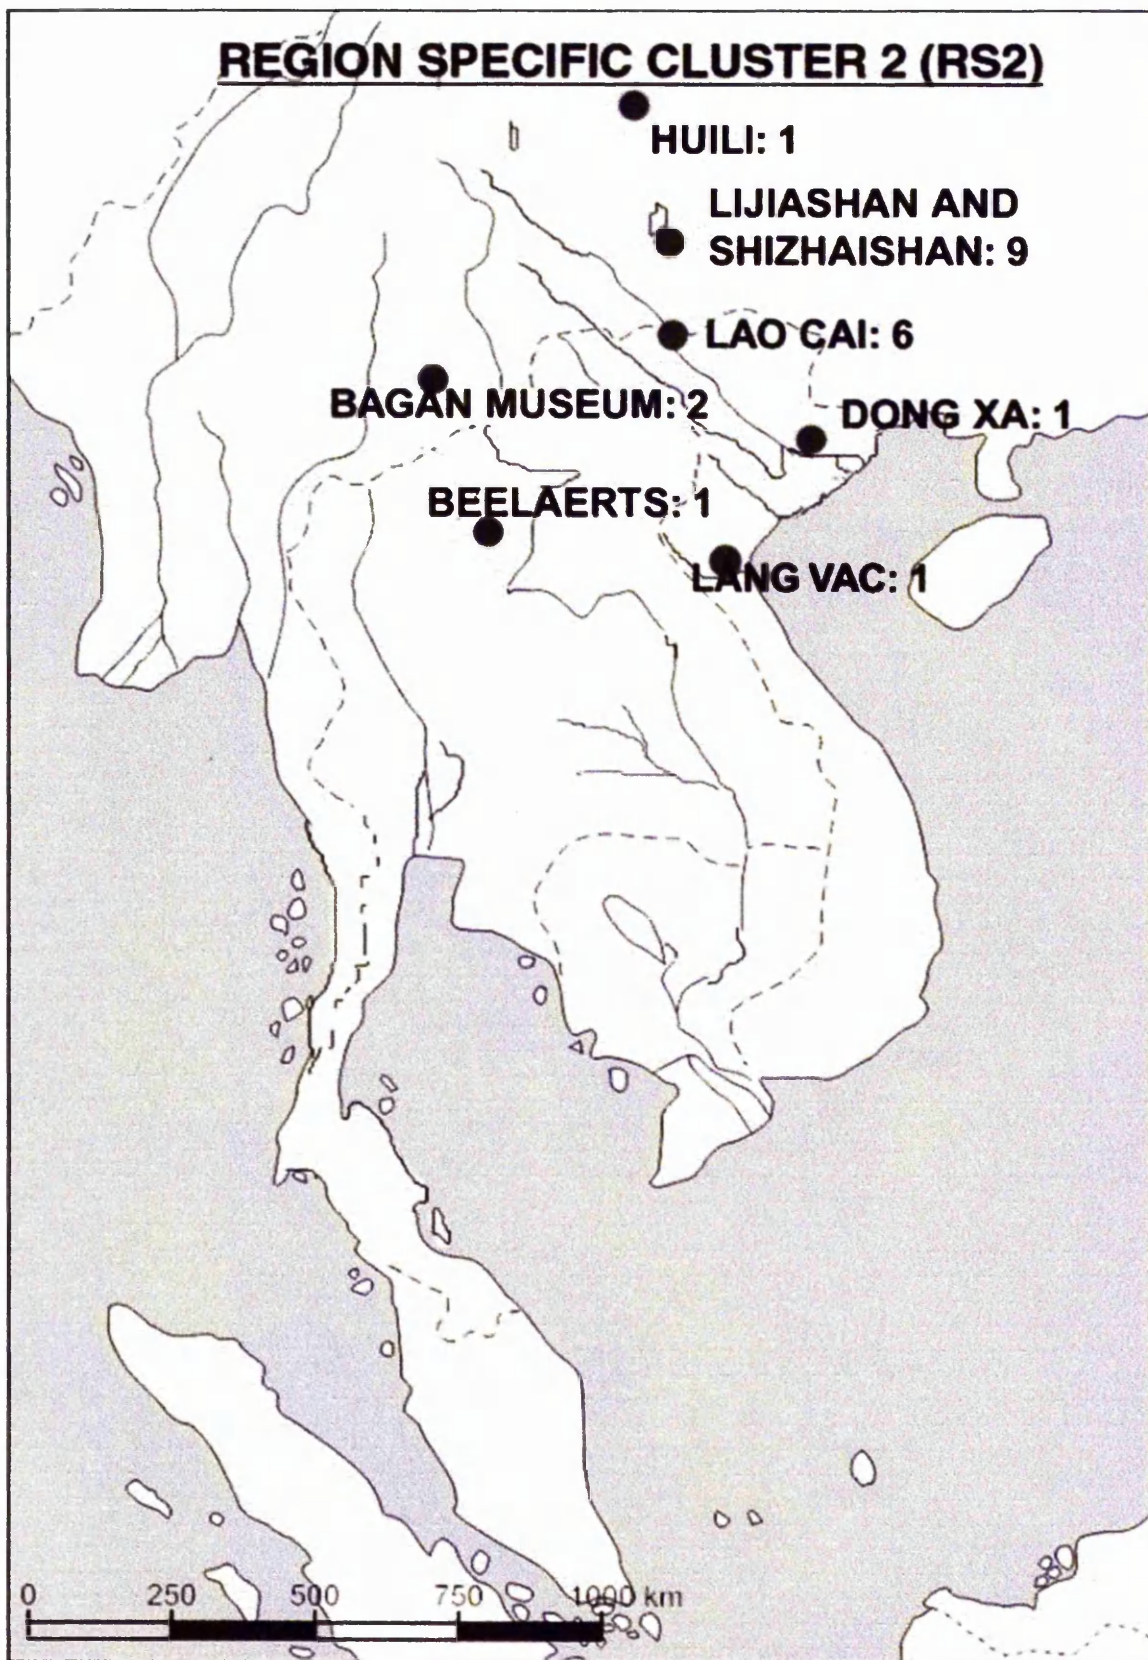 REGION SPECIFIC CLUSTER 2 (RS2)
HUILI: 1
LIJIASHAN AND
SHIZHAISHAN: 9
LAO CAI: 6
BAGAN MUSEUM: 2
DONG XA: 1
BEELAERTS: 1
LANG VAC: 1
0 250 500 750 1000 km